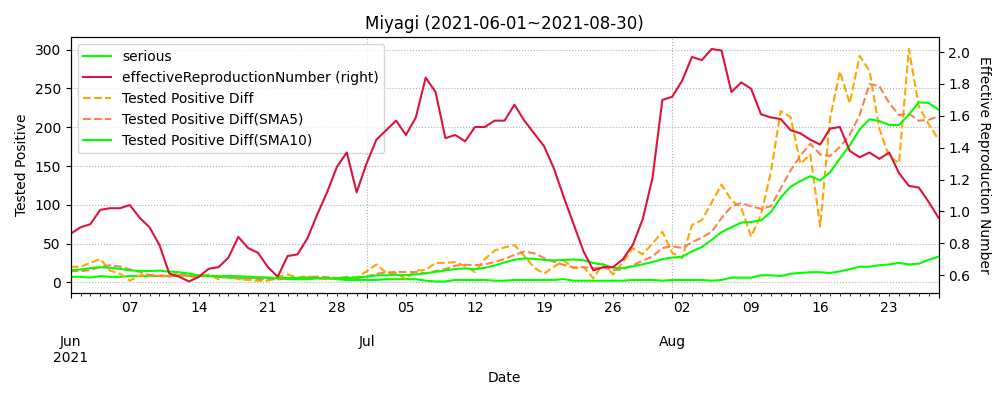 Miyagi (2021-06-01~2021-08-30)
300
250
200
150
100
50
0
Tested Positive
serious
effectiveReproductionNumber (right)
Tested Positive Diff
Tested Positive Diff(SMA5)
Tested Positive Diff(SMA10)
2.0
1.8
1.6
1.4
1.2
1.0
0.8
0.6
Effective Reproduction Number
07 14 21 28 05 12 19 26 02 09 16 23
Jun Jul Aug
2021
Date